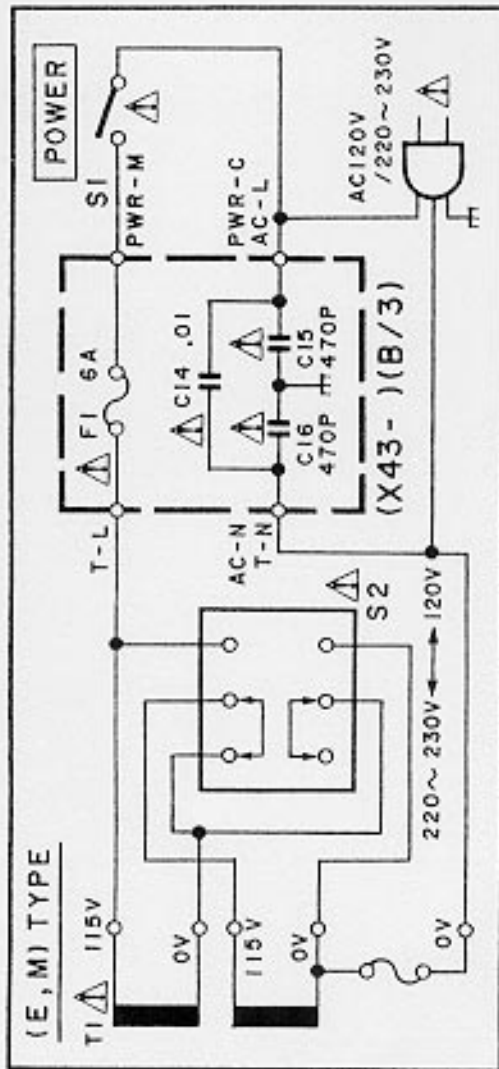 (E,M) TYPE
POWER
S1
T1
115V
T-L
F1 6A
PWR-M
0V
115V
0V
0V
AC-N
T-N
C14 .01
C16
470P
C15
470P
PWR-C
AC-L
S2
220~230V
120V
(X43- )(B/3)
AC120V
/220~230V